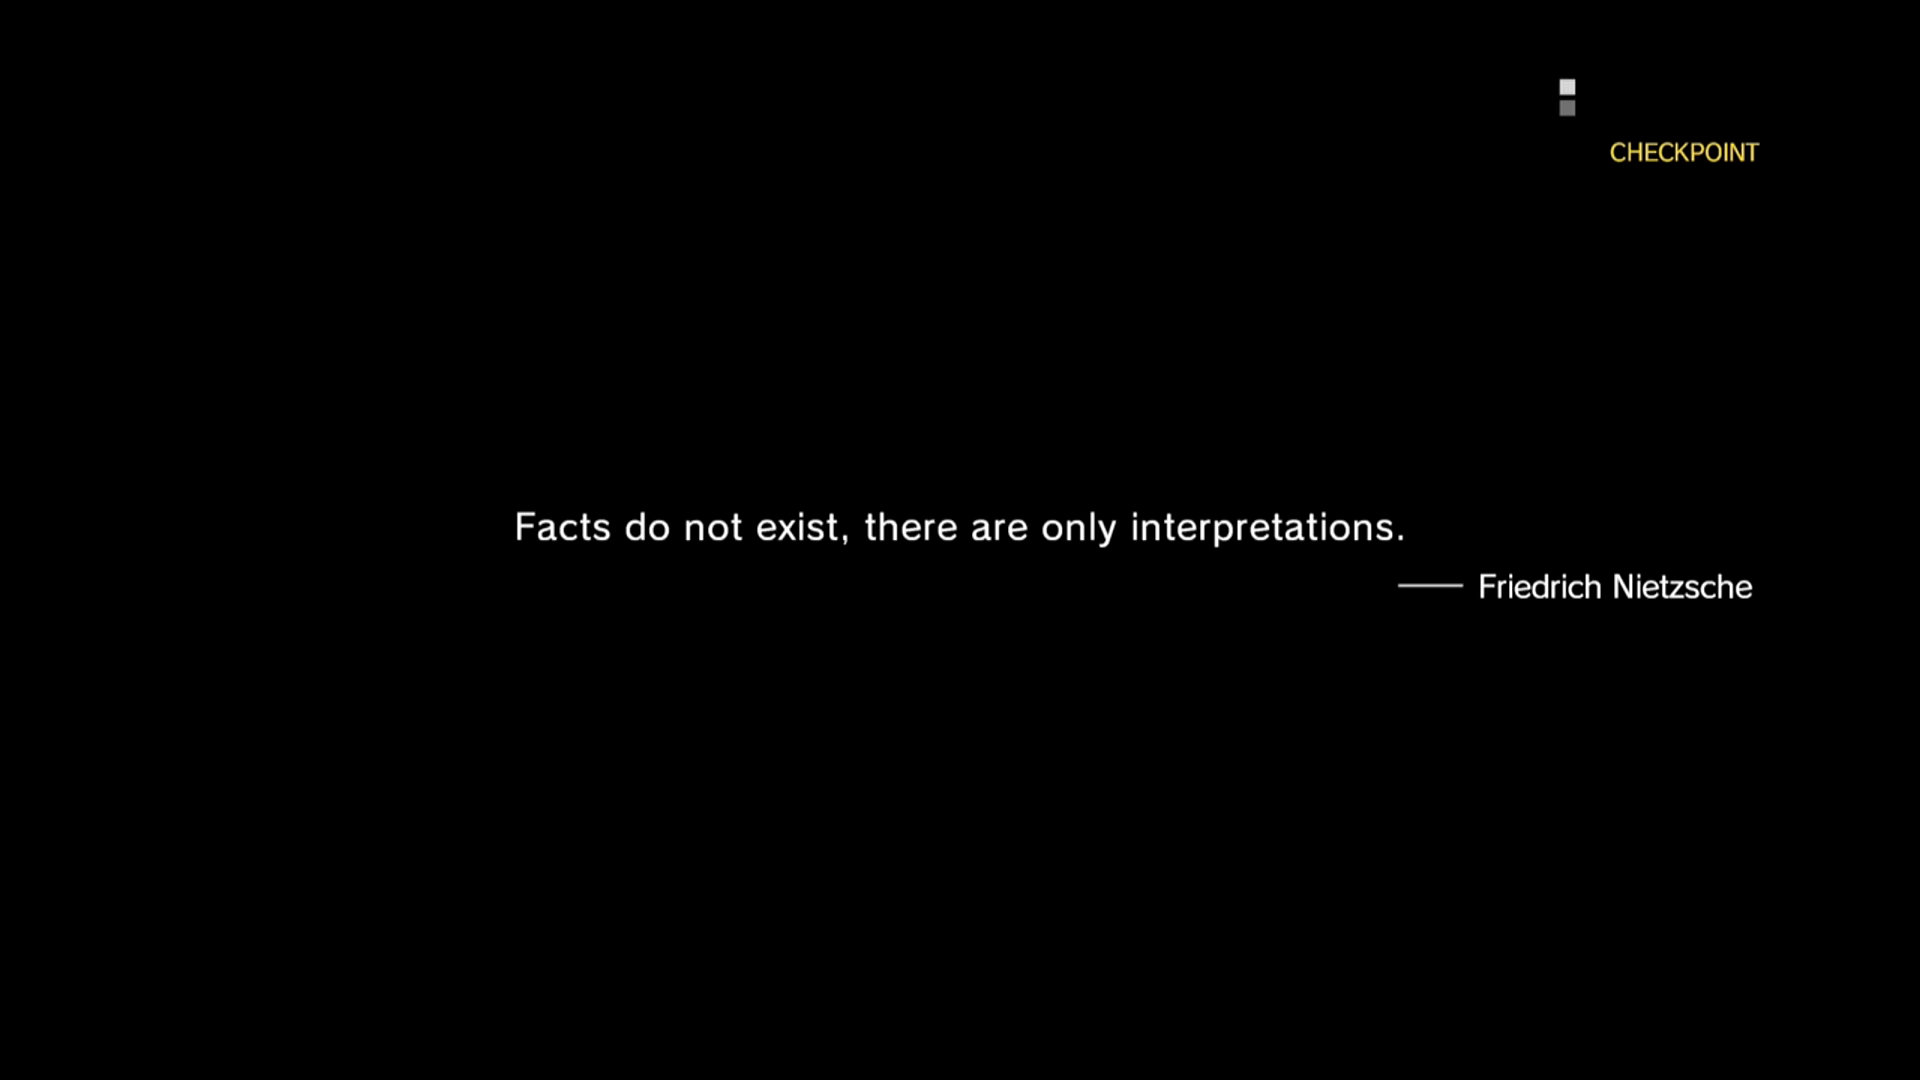 CHECKPOINT
Facts do not exist, there are only interpretations.
—— Friedrich Nietzsche